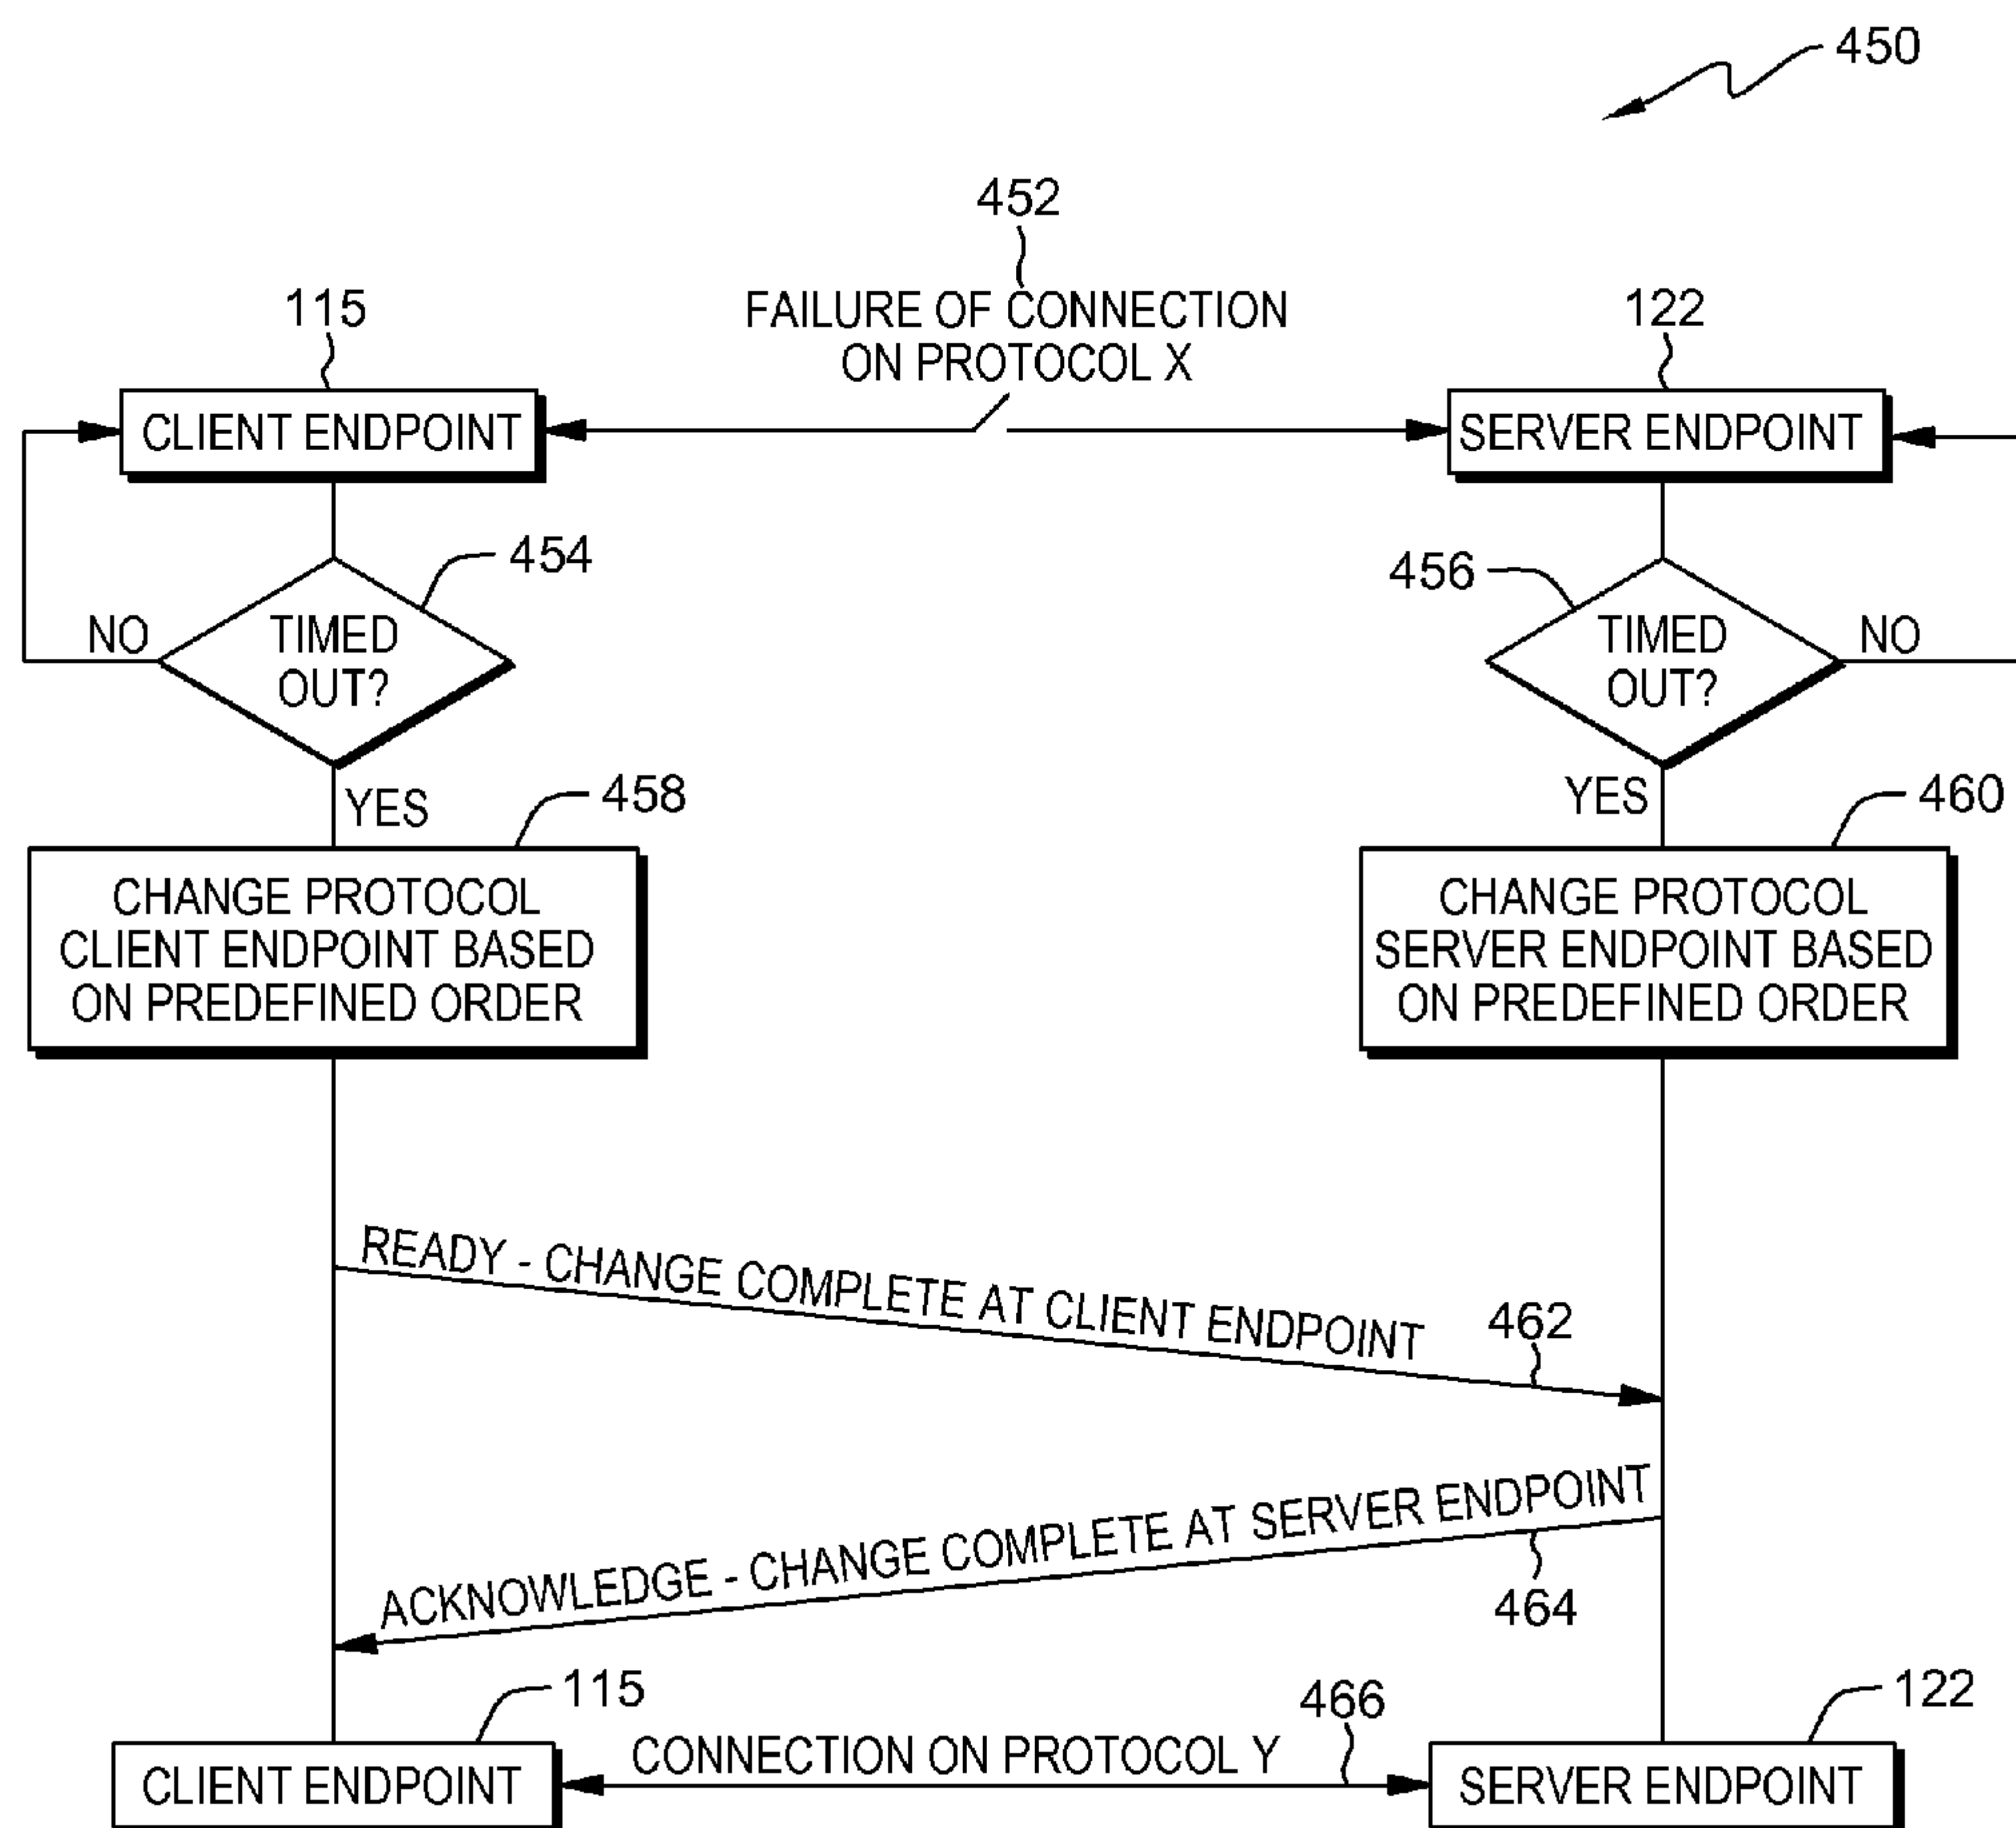 450
452
FAILURE OF CONNECTION
ON PROTOCOL X
115
122
CLIENT ENDPOINT
SERVER ENDPOINT
454
456
NO
TIMED
OUT?
TIMED
OUT?
NO
YES
458
YES
460
CHANGE PROTOCOL
CLIENT ENDPOINT BASED
ON PREDEFINED ORDER
CHANGE PROTOCOL
SERVER ENDPOINT BASED
ON PREDEFINED ORDER
READY - CHANGE COMPLETE AT CLIENT ENDPOINT
462
ACKNOWLEDGE - CHANGE COMPLETE AT SERVER ENDPOINT
464
115
466
122
CONNECTION ON PROTOCOL Y
CLIENT ENDPOINT
SERVER ENDPOINT